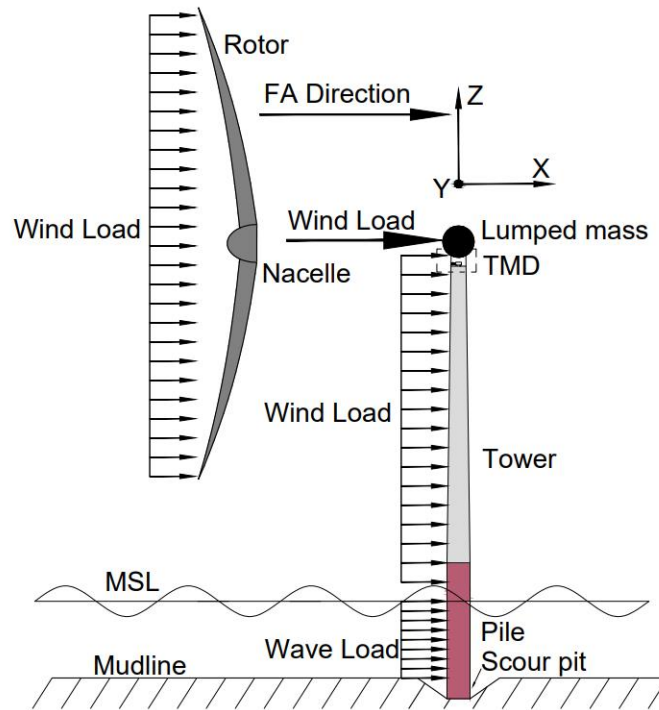 Rotor
FA Direction
Z
Y
X
Wind Load
Wind Load
Lumped mass
TMD
Nacelle
Wind Load
Tower
MSL
Wave Load
Pile
Scour pit
Mudline